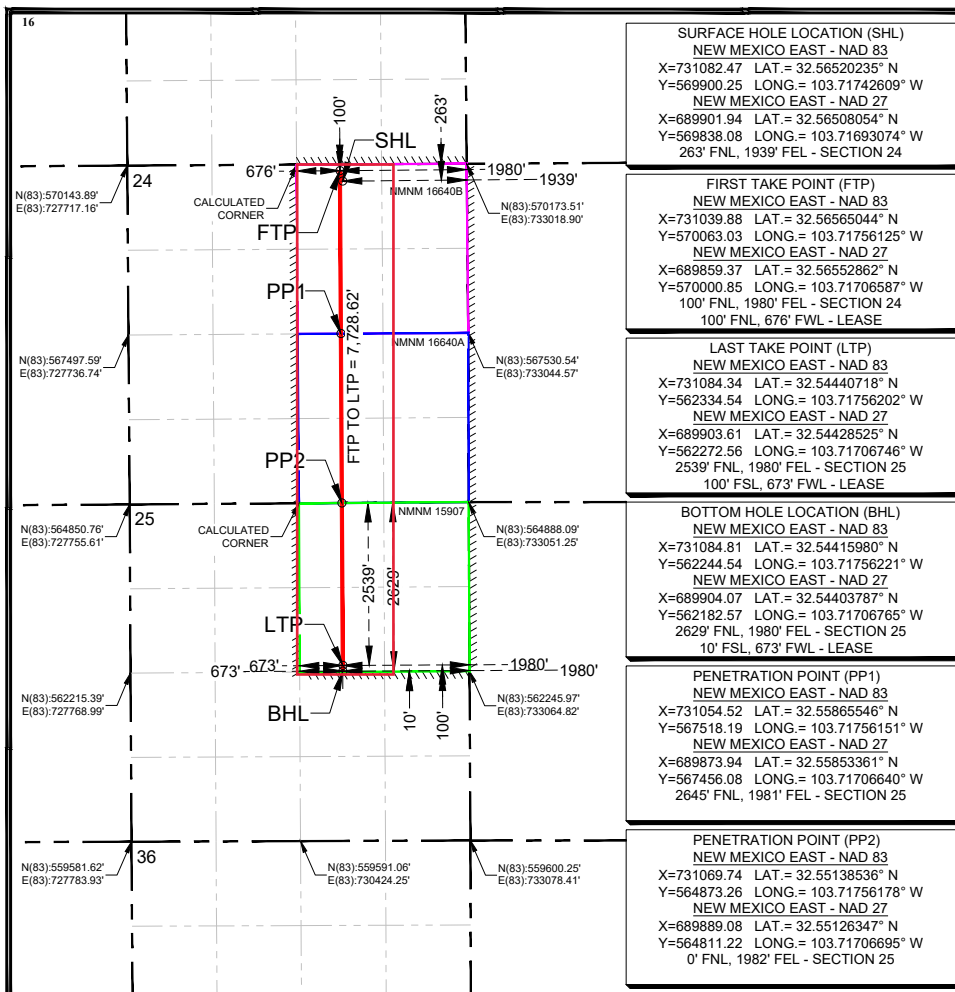 16
SURFACE HOLE LOCATION (SHL)
NEW MEXICO EAST - NAD 83
X=731082.47 LAT.= 32.56520235° N
Y=569900.25 LONG.= 103.71742609° W
NEW MEXICO EAST - NAD 27
X=689901.94 LAT.= 32.56508054° N
Y=569838.08 LONG.= 103.71693074° W
263' FNL, 1939' FEL - SECTION 24
FIRST TAKE POINT (FTP)
NEW MEXICO EAST - NAD 83
X=731039.88 LAT.= 32.56565044° N
Y=570063.03 LONG.= 103.71756125° W
NEW MEXICO EAST - NAD 27
X=689859.37 LAT.= 32.56552862° N
Y=570000.85 LONG.= 103.71706587° W
100' FNL, 1980' FEL - SECTION 24
100' FNL, 676' FWL - LEASE
LAST TAKE POINT (LTP)
NEW MEXICO EAST - NAD 83
X=731084.34 LAT.= 32.54440718° N
Y=562334.54 LONG.= 103.71756202° W
NEW MEXICO EAST - NAD 27
X=689903.61 LAT.= 32.54428525° N
Y=562272.56 LONG.= 103.71706746° W
2539' FNL, 1980' FEL - SECTION 25
100' FSL, 673' FWL - LEASE
BOTTOM HOLE LOCATION (BHL)
NEW MEXICO EAST - NAD 83
X=731084.81 LAT.= 32.54415980° N
Y=562244.54 LONG.= 103.71756221° W
NEW MEXICO EAST - NAD 27
X=689904.07 LAT.= 32.54403787° N
Y=562182.57 LONG.= 103.71706765° W
2629' FNL, 1980' FEL - SECTION 25
10' FSL, 673' FWL - LEASE
PENETRATION POINT (PP1)
NEW MEXICO EAST - NAD 83
X=731054.52 LAT.= 32.55865546° N
Y=567518.19 LONG.= 103.71756151° W
NEW MEXICO EAST - NAD 27
X=689873.94 LAT.= 32.55853361° N
Y=567456.08 LONG.= 103.71706640° W
2645' FNL, 1981' FEL - SECTION 25
PENETRATION POINT (PP2)
NEW MEXICO EAST - NAD 83
X=731069.74 LAT.= 32.55138536° N
Y=564873.26 LONG.= 103.71756178° W
NEW MEXICO EAST - NAD 27
X=689889.08 LAT.= 32.55126347° N
Y=564811.22 LONG.= 103.71706695° W
0' FNL, 1982' FEL - SECTION 25
100'
263'
SHL
676'
1980'
1939'
24
N(83):570143.89'
E(83):727717.16'
CALCULATED
CORNER
NMNM 16640B
N(83):570173.51'
E(83):733018.90'
FTP
PP1
FTP TO LTP = 7,728.62'
NMNM 16640A
N(83):567497.59'
E(83):727736.74'
N(83):567530.54'
E(83):733044.57'
PP2
NMNM 15907
25
N(83):564850.76'
E(83):727755.61'
CALCULATED
CORNER
N(83):564888.09'
E(83):733051.25'
2539'
2629'
LTP
673'
673'
1980'
1980'
N(83):562215.39'
E(83):727768.99'
BHL
10'
100'
N(83):562245.97'
E(83):733064.82'
36
N(83):559581.62'
E(83):727783.93'
N(83):559591.06'
E(83):730424.25'
N(83):559600.25'
E(83):733078.41'